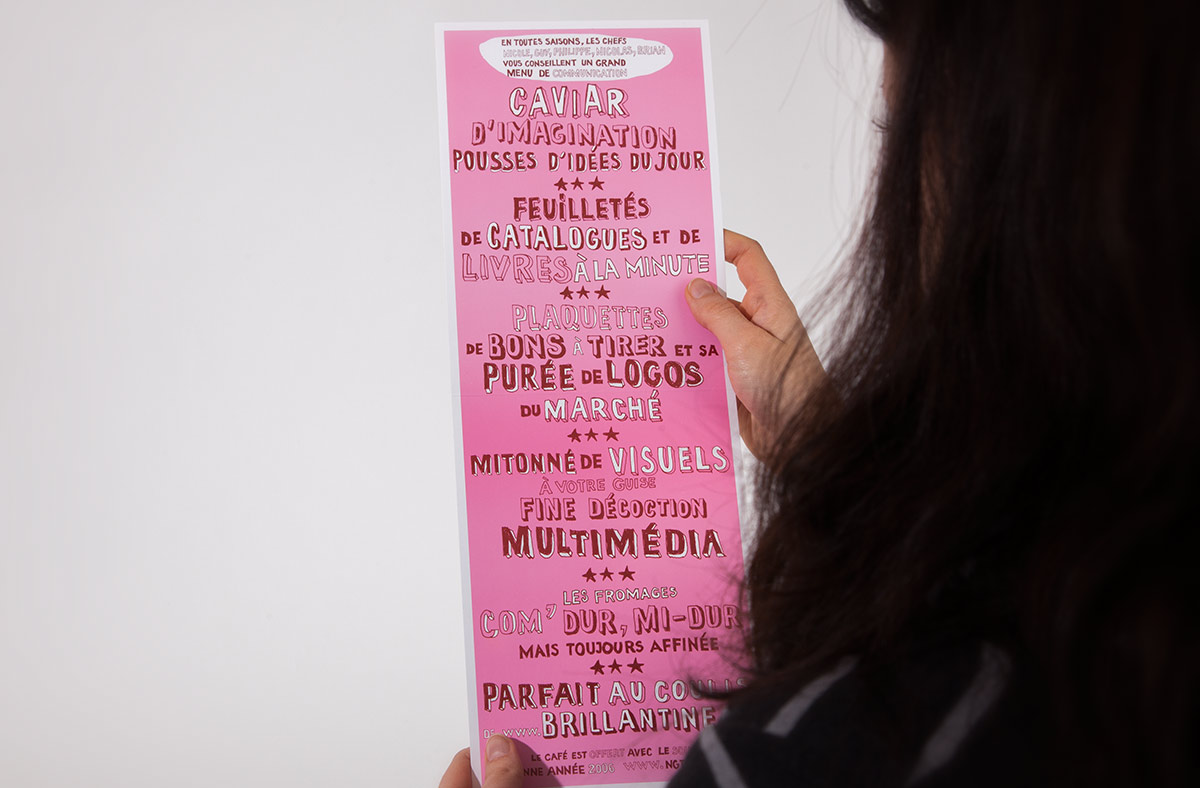 EN TOUTES SAISONS, LES CHEFS
NICOLE, GUY, PHILIPPE, NICOLAS, BRIAN
VOUS CONSEILLENT UN GRAND
MENU DE COMMUNICATION
CAVIAR
D'IMAGINATION
POUSSES D'IDÉES DU JOUR
FEUILLETÉS
DE CATALOGUES ET DE
LIVRES À LA MINUTE
PLAQUETTES
DE BONS À TIRER ET SA
PURÉE DE LOGOS
DU MARCHÉ
MITONNÉ DE VISUELS
À VOTRE GUISE
FINE DÉCOCTION
MULTIMÉDIA
LES FROMAGES
COM' DUR, MI-DUR
MAIS TOUJOURS AFFINÉE
PARFAIT AU COULIS
DE WWW. BRILLANTINE
LE CAFÉ EST OFFERT AVEC LE
ANNÉE 2006 WWW.